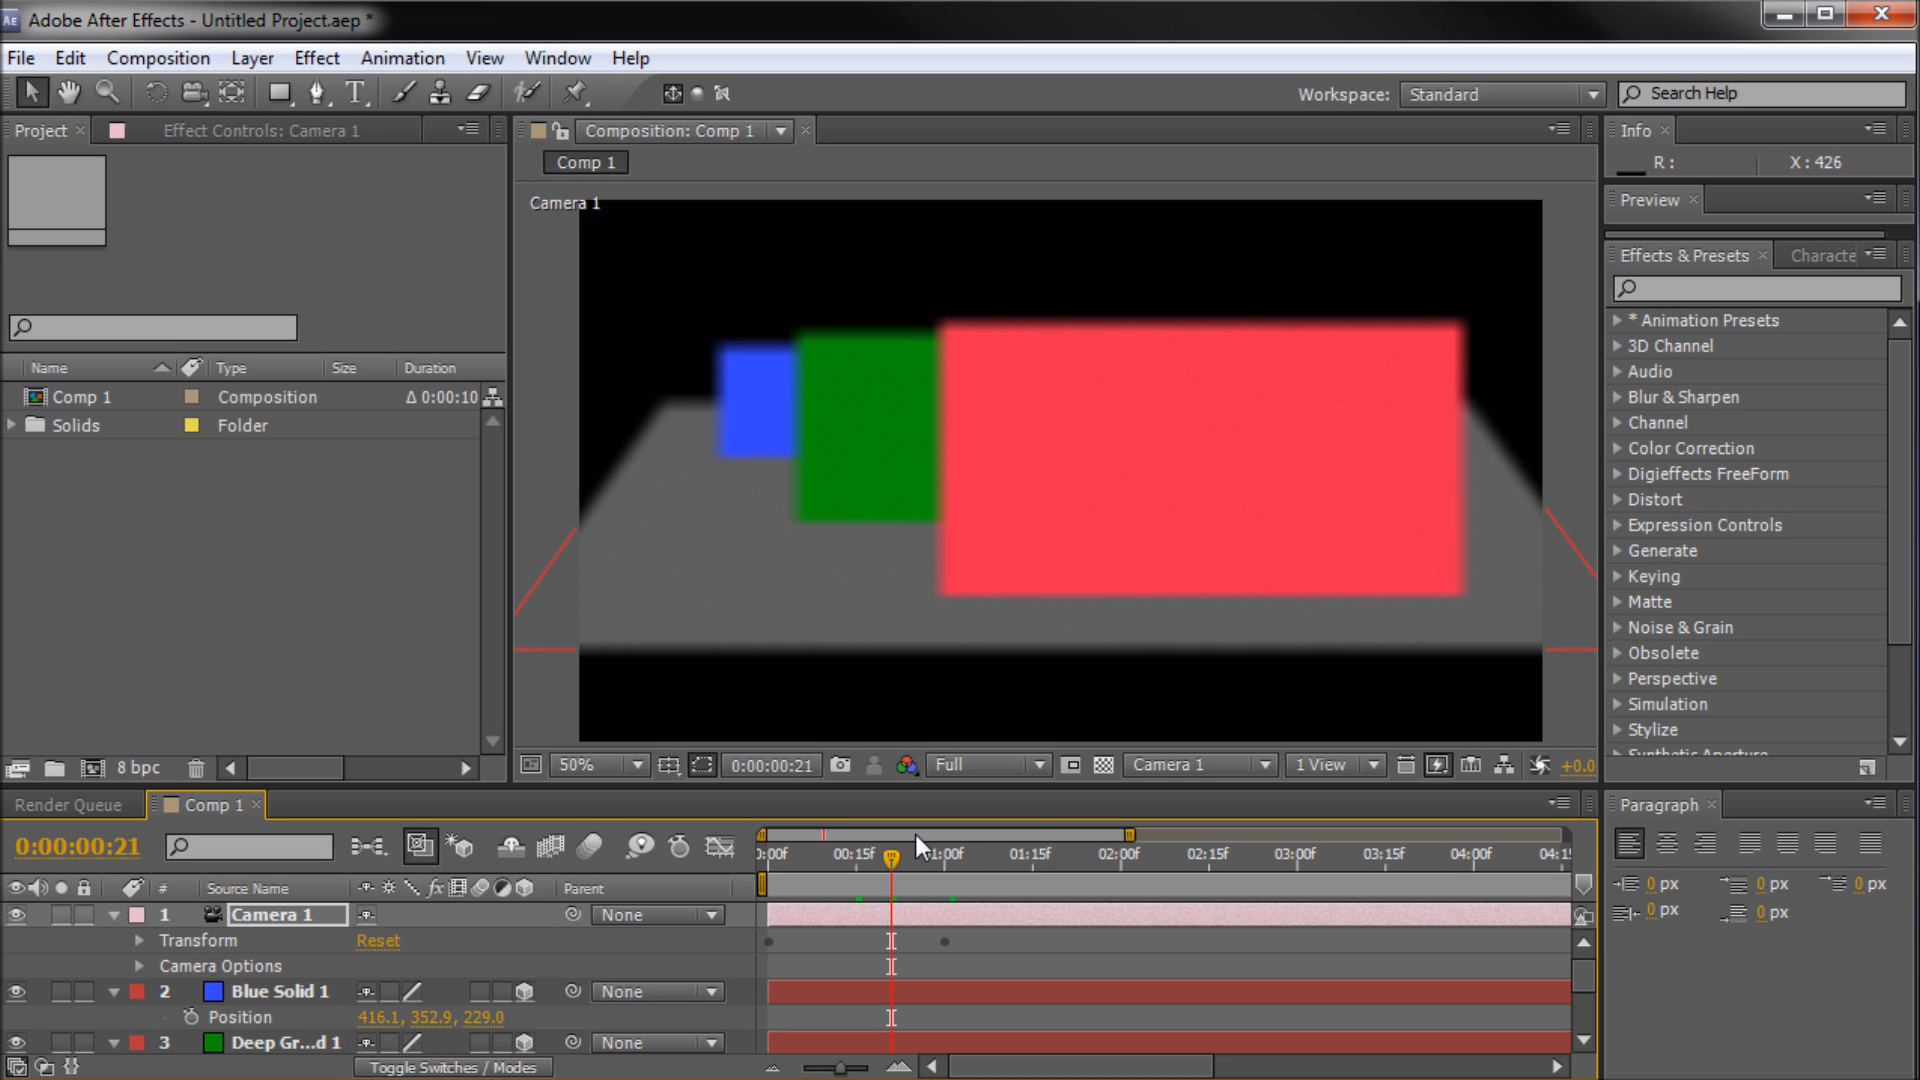 AE Adobe After Effects - Untitled Project.aep *
File Edit Composition Layer Effect Animation View Window Help
T Workspace: Standard Search Help
Project × Effect Controls: Camera 1
Composition: Comp 1 ×
Comp 1
Camera 1
Name Type Size Duration
Comp 1 Composition Δ 0:00:10
Solids Folder
8 bpc
50% 0:00:00:21 Full Camera 1 1 View +0.0
Info ×
R : X : 426
Preview ×
Effects & Presets × Characte
* Animation Presets
3D Channel
Audio
Blur & Sharpen
Channel
Color Correction
Digieffects FreeForm
Distort
Expression Controls
Generate
Keying
Matte
Noise & Grain
Obsolete
Perspective
Simulation
Stylize
Synthetic Aperture
Render Queue Comp 1 ×
0:00:00:21
):00f 00:15f 1:00f 01:15f 02:00f 02:15f 03:00f 03:15f 04:00f 04:1
# Source Name fx Parent
1 Camera 1 None
Transform Reset
Camera Options
2 Blue Solid 1 None
Position 416.1, 352.9, 229.0
3 Deep Gr...d 1 None
Toggle Switches / Modes
Paragraph ×
0 px 0 px 0 px
0 px 0 px